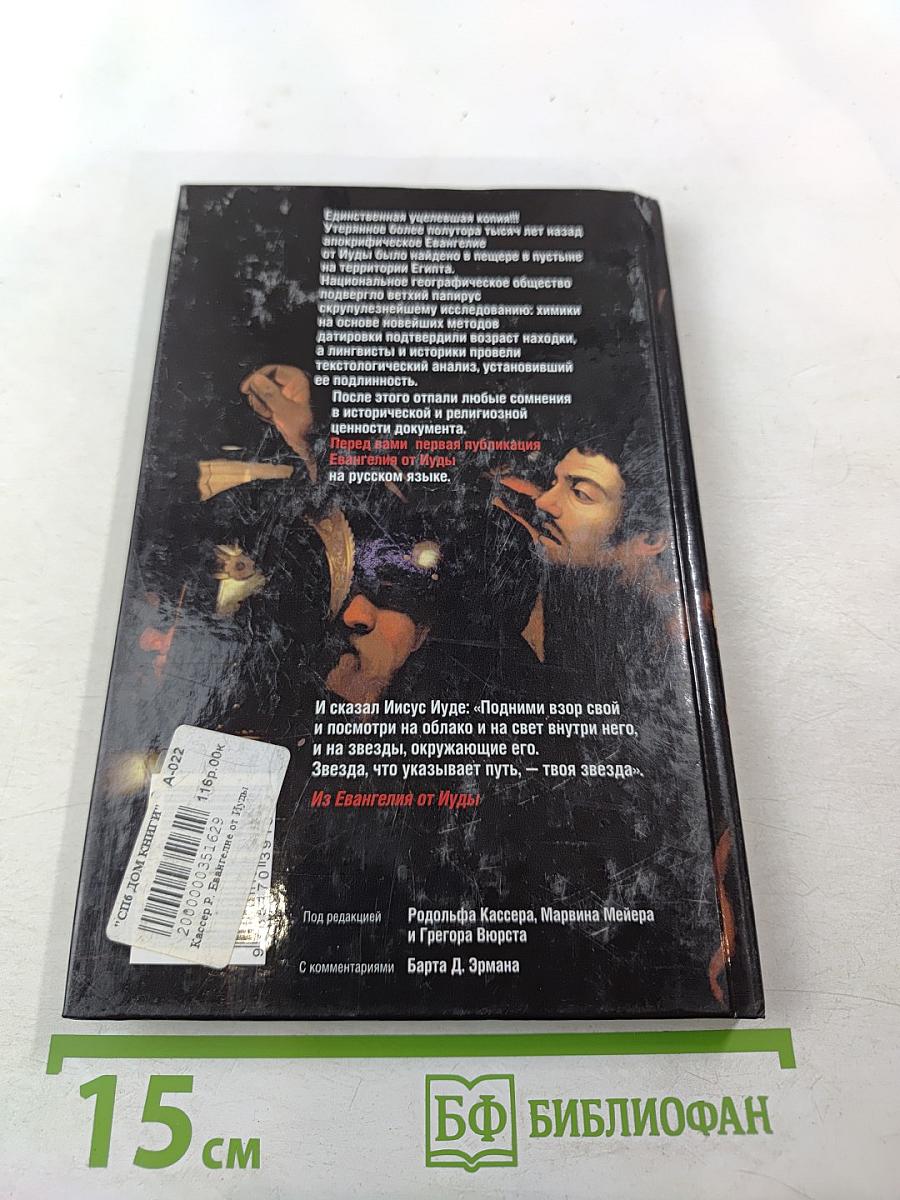 Единственная уцелевшая копия!!!
Утерянное более полутора тысяч лет назад
апокрифическое Евангелие
от Иуды было найдено в пещере в пустыне
на территории Египта.
Национальное географическое общество
подвергло ветхий папирус
скрупулезнейшему исследованию: химики
на основе новейших методов
датировки подтвердили возраст находки,
а лингвисты и историки провели
текстологический анализ, установивший
ее подлинность.
После этого отпали любые сомнения
в исторической и религиозной
ценности документа.
Перед вами первая публикация
Евангелия от Иуды
на русском языке.
И сказал Иисус Иуде: «Подними взор свой
и посмотри на облако и на свет внутри него,
и на звезды, окружающие его.
Звезда, что указывает путь, – твоя звезда».
Из Евангелия от Иуды
"СПб ДОМ КНИГИ" А-022
2000000351629 116р.00к
Кассер Р. Евангелие от Иуды
Под редакцией Родольфа Кассера, Марвина Мейера
и Грегора Вюрста
С комментариями Барта Д. Эрмана
15 см
БФ БИБЛИОФАН